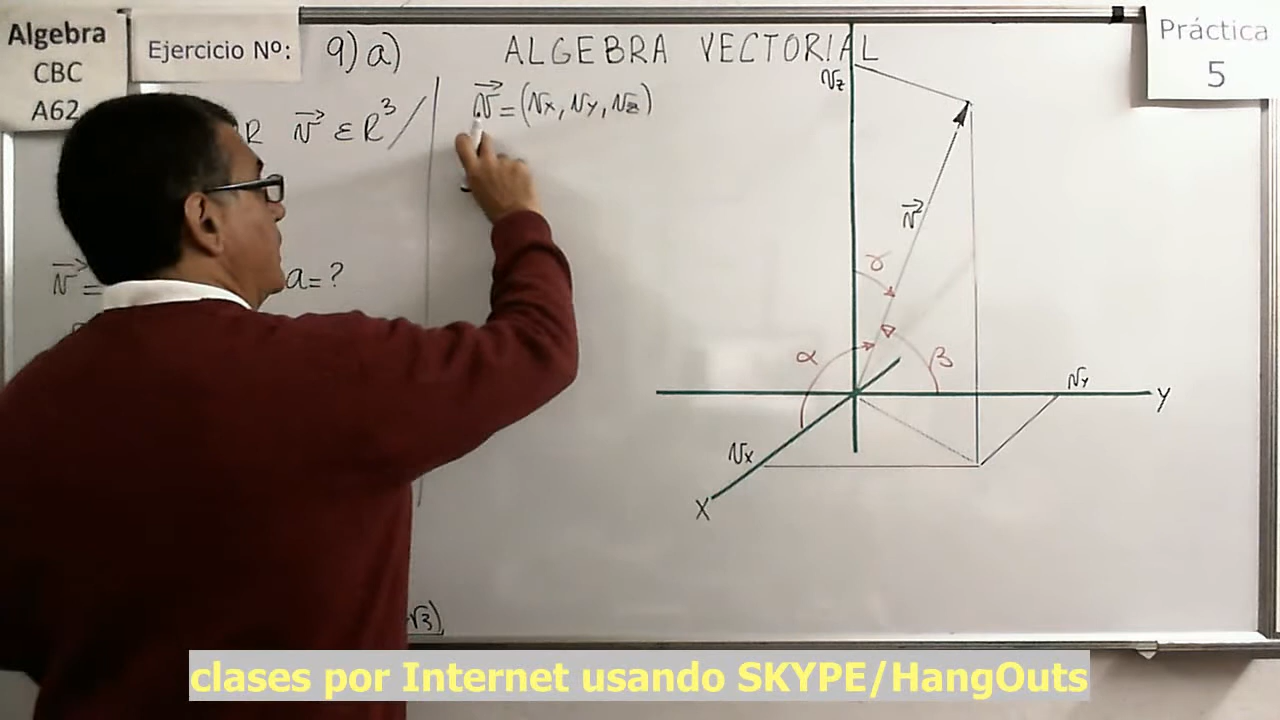 Algebra
CBC
A62
Ejercicio Nº:
9) a)
ALGEBRA VECTORIAL
Práctica
5
R V⃗ ε R³ /
V⃗ = (Vx, Vy, Vz)
V⃗ =
a = ?
√3)
Vz
V⃗
γ
α
β
Vy
Y
Vx
X
clases por Internet usando SKYPE/HangOuts